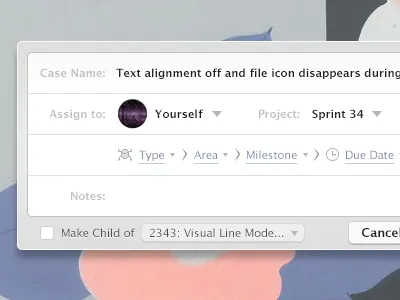 Case Name: Text alignment off and file icon disappears during
Assign to: Yourself Project: Sprint 34
Type > Area > Milestone > Due Date
Notes:
Make Child of 2343: Visual Line Mode...